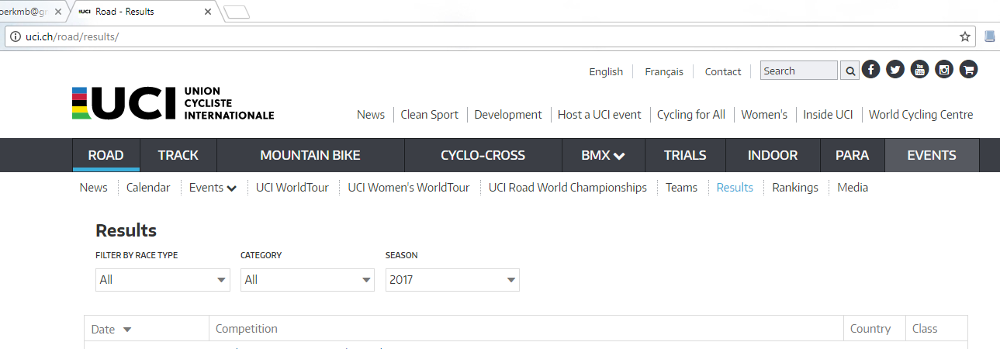 oerkmb@gr
UCI Road - Results
uci.ch/road/results/
English Français Contact Search
UCI UNION
CYCLISTE
INTERNATIONALE
News Clean Sport Development Host a UCI event Cycling for All Women's Inside UCI World Cycling Centre
ROAD TRACK MOUNTAIN BIKE CYCLO-CROSS BMX TRIALS INDOOR PARA EVENTS
News Calendar Events UCI WorldTour UCI Women's WorldTour UCI Road World Championships Teams Results Rankings Media
Results
FILTER BY RACE TYPE CATEGORY SEASON
All All 2017
Date Competition Country Class